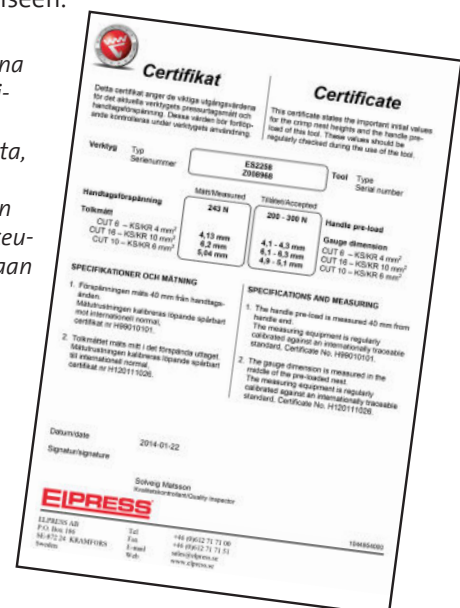 nseen.
na
i-
ta,
n
eu-
aan
Certifikat
Detta certifikat anger de viktiga utgångsvärdena
för det aktuella verktygets pressurtagsmått och
handtagsförspänning. Dessa värden bör fortlöp-
ande kontrolleras under verktygets användning.
Certificate
This certificate states the important initial values
for the crimp nest heights and the handle pre-
load of this tool. These values should be
regularly checked during the use of the tool.
Verktyg Typ ES2256 Tool Type
Serienummer Z008968 Serial number
Mätt/Measured Tillåtet/Accepted
Handtagsförspänning 243 N 200 - 300 N Handle pre-load
Tolkmått Gauge dimension
CUT 6 – KS/KR 4 mm² 4,13 mm 4,1 - 4,3 mm CUT 6 – KS/KR 4 mm²
CUT 16 – KS/KR 10 mm² 6,2 mm 6,1 - 6,3 mm CUT 16 – KS/KR 10 mm²
CUT 10 – KS/KR 6 mm² 5,04 mm 4,9 - 5,1 mm CUT 10 – KS/KR 6 mm²
SPECIFIKATIONER OCH MÄTNING
1. Förspänningen mäts 40 mm från handtags-
änden.
Mätutrustningen kalibreras löpande spårbart
mot internationell normal,
certifikat nr H99010101.
2. Tolkmåttet mäts mitt i det förspända uttaget.
Mätutrustningen kalibreras löpande spårbart
till internationell normal,
certifikat nr H120111026.
SPECIFICATIONS AND MEASURING
1. The handle pre-load is measured 40 mm from
handle end.
The measuring equipment is regularly
calibrated against an internationally traceable
standard, Certificate No. H99010101.
2. The gauge dimension is measured in the
middle of the pre-loaded nest.
The measuring equipment is regularly
calibrated against an internationally traceable
standard, Certificate No. H120111026.
Datum/date 2014-01-22
Signatur/signature
Solveig Matsson
Kvalitetskontrollant/Quality Inspector
ELPRESS
ELPRESS AB Tel +46 (0)612 71 71 00
P.O. Box 186 Fax +46 (0)612 71 71 51
SE-872 24 KRAMFORS E-mail sales@elpress.se
Sweden Web www.elpress.se